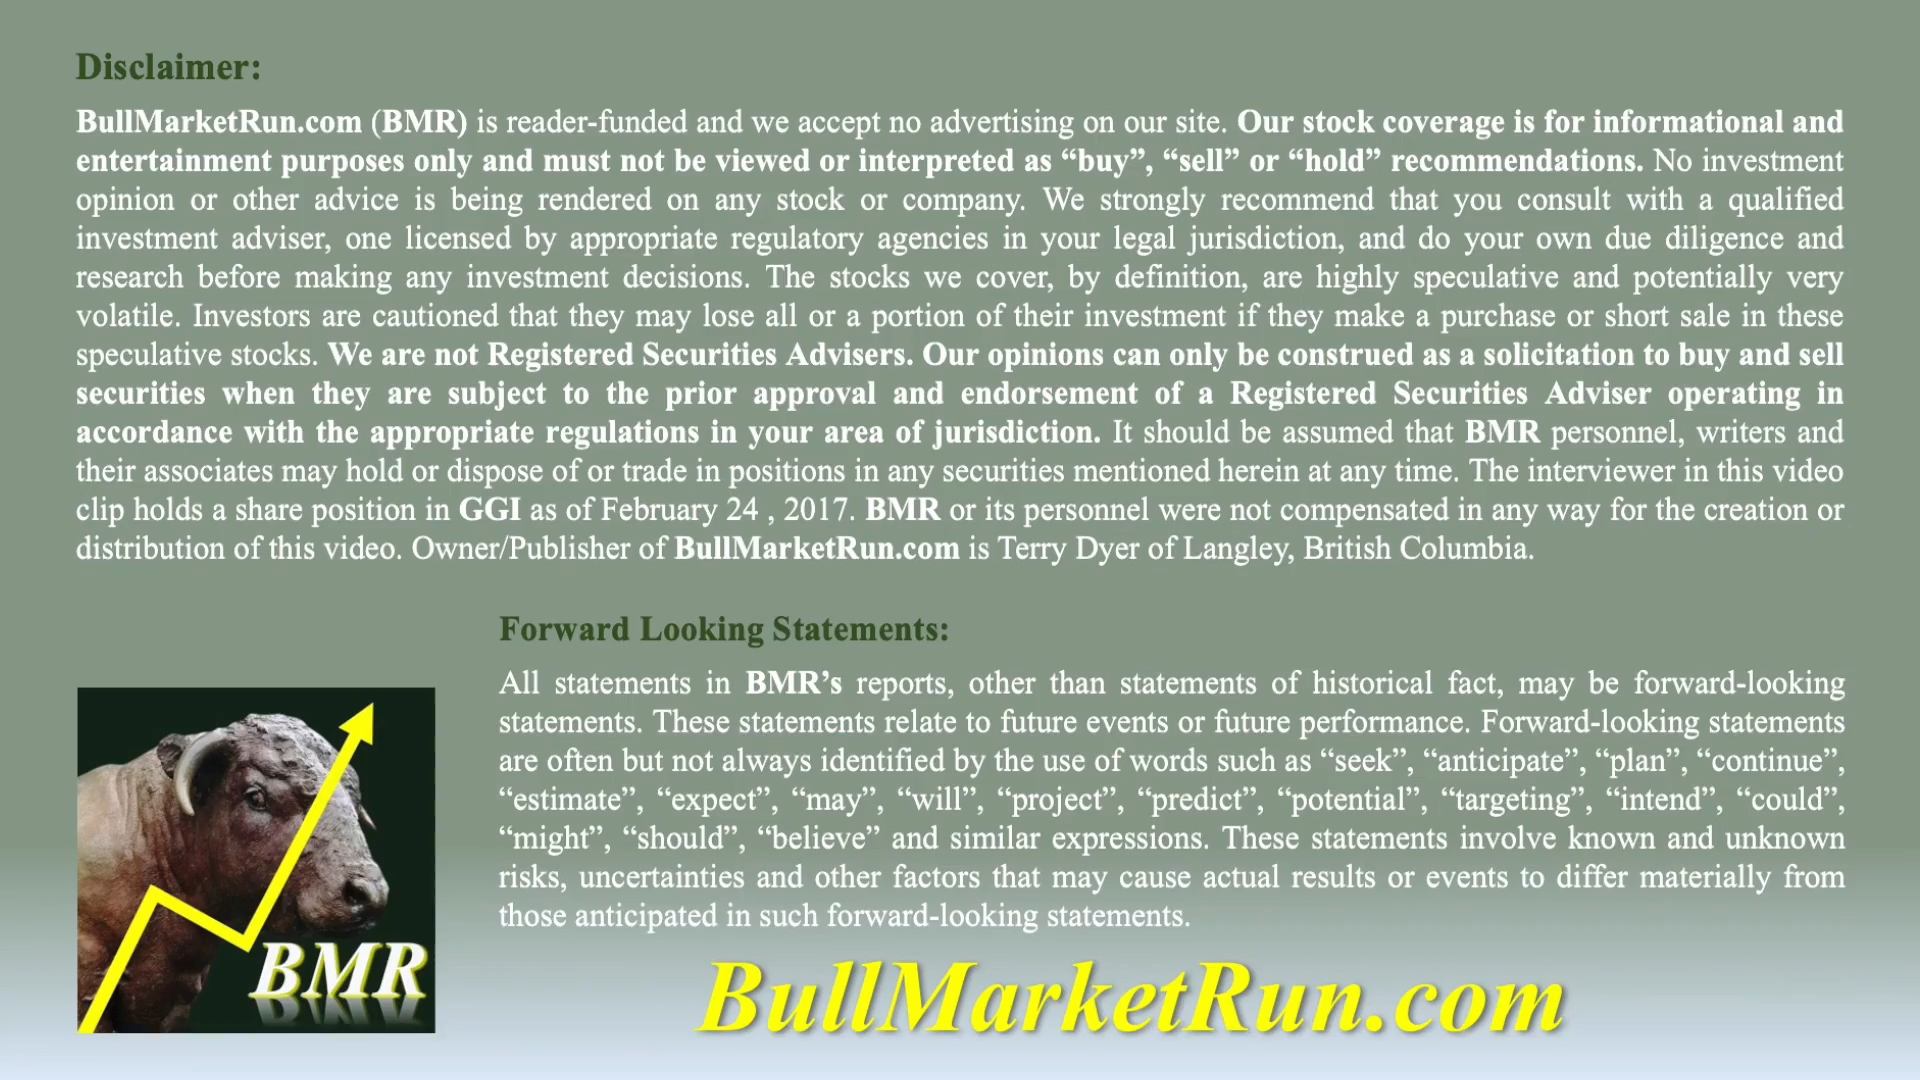 Disclaimer:
BullMarketRun.com (BMR) is reader-funded and we accept no advertising on our site. Our stock coverage is for informational and
entertainment purposes only and must not be viewed or interpreted as “buy”, “sell” or “hold” recommendations. No investment
opinion or other advice is being rendered on any stock or company. We strongly recommend that you consult with a qualified
investment adviser, one licensed by appropriate regulatory agencies in your legal jurisdiction, and do your own due diligence and
research before making any investment decisions. The stocks we cover, by definition, are highly speculative and potentially very
volatile. Investors are cautioned that they may lose all or a portion of their investment if they make a purchase or short sale in these
speculative stocks. We are not Registered Securities Advisers. Our opinions can only be construed as a solicitation to buy and sell
securities when they are subject to the prior approval and endorsement of a Registered Securities Adviser operating in
accordance with the appropriate regulations in your area of jurisdiction. It should be assumed that BMR personnel, writers and
their associates may hold or dispose of or trade in positions in any securities mentioned herein at any time. The interviewer in this video
clip holds a share position in GGI as of February 24 , 2017. BMR or its personnel were not compensated in any way for the creation or
distribution of this video. Owner/Publisher of BullMarketRun.com is Terry Dyer of Langley, British Columbia.
Forward Looking Statements:
All statements in BMR’s reports, other than statements of historical fact, may be forward-looking
statements. These statements relate to future events or future performance. Forward-looking statements
are often but not always identified by the use of words such as “seek”, “anticipate”, “plan”, “continue”,
“estimate”, “expect”, “may”, “will”, “project”, “predict”, “potential”, “targeting”, “intend”, “could”,
“might”, “should”, “believe” and similar expressions. These statements involve known and unknown
risks, uncertainties and other factors that may cause actual results or events to differ materially from
those anticipated in such forward-looking statements.
BMR
BullMarketRun.com